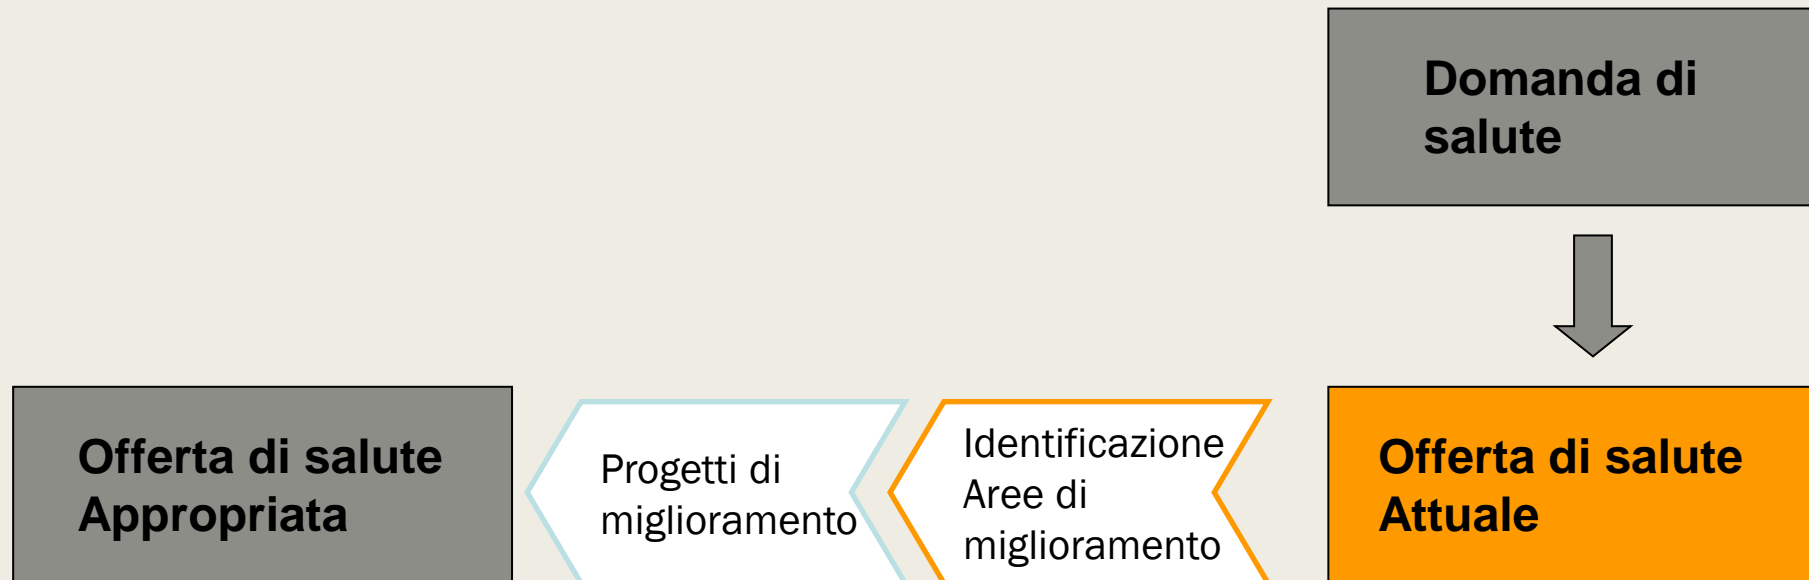 Domanda di
salute
Offerta di salute
Appropriata
Progetti di
miglioramento
Identificazione
Aree di
miglioramento
Offerta di salute
Attuale